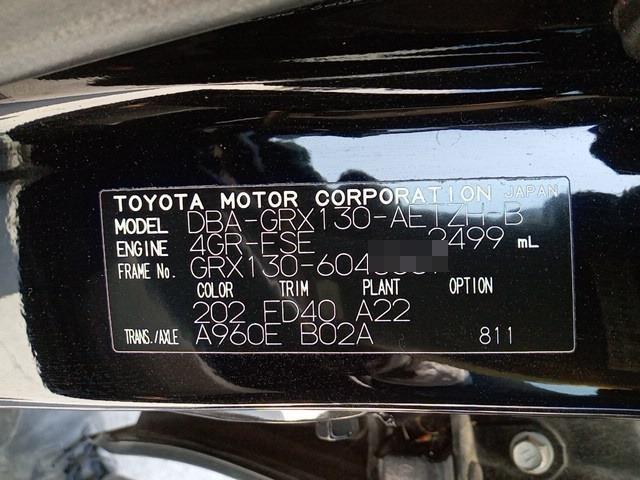 TOYOTA MOTOR CORPORATION JAPAN
MODEL DBA-GRX130-AETZH-B
ENGINE 4GR-FSE 2499 mL
FRAME No. GRX130-604
COLOR TRIM PLANT OPTION
202 FD40 A22
TRANS./AXLE A960E B02A 811